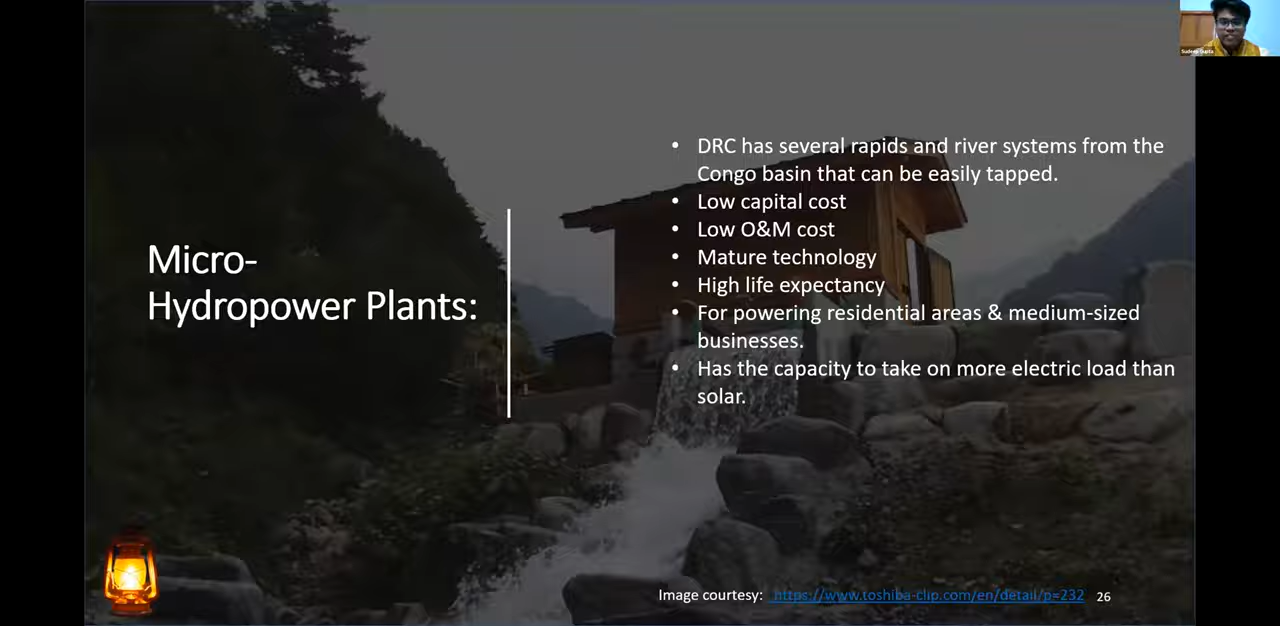 Sudeep Gupta
• DRC has several rapids and river systems from the
Congo basin that can be easily tapped.
• Low capital cost
• Low O&M cost
• Mature technology
• High life expectancy
• For powering residential areas & medium-sized
businesses.
• Has the capacity to take on more electric load than
solar.
Micro-
Hydropower Plants:
Image courtesy: https://www.toshiba-clip.com/en/detail/p=232 26